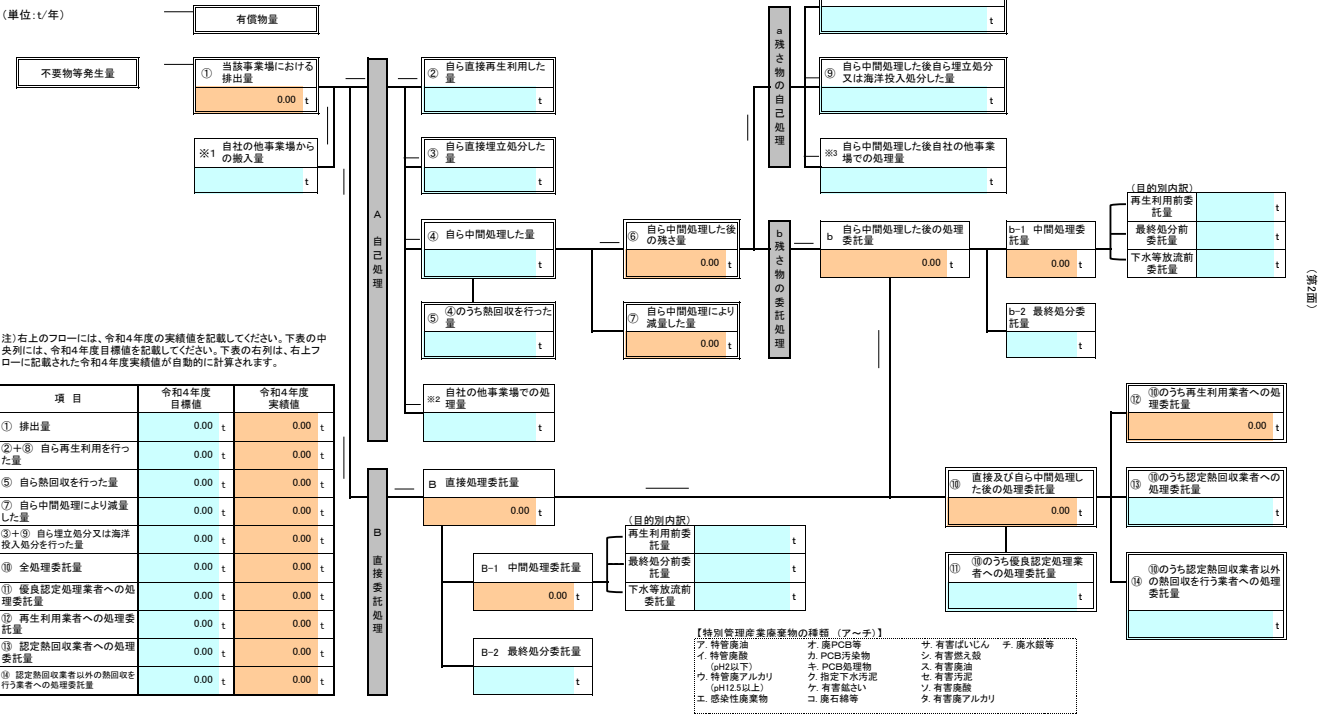 (単位:t/年)
有償物量
不要物等発生量
① 当該事業場における
排出量
0.00 t
※1 自社の他事業場から
の搬入量
t
A
自
己
処
理
② 自ら直接再生利用した
量
t
③ 自ら直接埋立処分した
量
t
④ 自ら中間処理した量
t
⑤ ④のうち熱回収を行った
量
t
※2 自社の他事業場での処
理量
t
⑥ 自ら中間処理した後
の残さ量
0.00 t
⑦ 自ら中間処理により
減量した量
0.00 t
a
残
さ
物
の
自
己
処
理
t
⑨ 自ら中間処理した後自ら埋立処分
又は海洋投入処分した量
t
※3 自ら中間処理した後自社の他事業
場での処理量
t
b
残
さ
物
の
委
託
処
理
b 自ら中間処理した後の処理
委託量
0.00 t
b-1 中間処理委
託量
0.00 t
(目的別内訳)
再生利用前委
託量
t
最終処分前
委託量
t
下水等放流前
委託量
t
b-2 最終処分委
託量
t
(第2面)
注)右上のフローには、令和4年度の実績値を記載してください。下表の中
央列には、令和4年度目標値を記載してください。下表の右列は、右上フ
ローに記載された令和4年度実績値が自動的に計算されます。
項 目 令和4年度 令和4年度
目標値 実績値
① 排出量 0.00 t 0.00 t
②+⑧ 自ら再生利用を行っ
た量 0.00 t 0.00 t
⑤ 自ら熱回収を行った量 0.00 t 0.00 t
⑦ 自ら中間処理により減量
した量 0.00 t 0.00 t
③+⑨ 自ら埋立処分又は海洋
投入処分を行った量 0.00 t 0.00 t
⑩ 全処理委託量 0.00 t 0.00 t
⑪ 優良認定処理業者への処
理委託量 0.00 t 0.00 t
⑫ 再生利用業者への処理委
託量 0.00 t 0.00 t
⑬ 認定熱回収業者への処理
委託量 0.00 t 0.00 t
⑭ 認定熱回収業者以外の熱回収を
行う業者への処理委託量 0.00 t 0.00 t
B
直
接
委
託
処
理
B 直接処理委託量
0.00 t
B-1 中間処理委託量
0.00 t
(目的別内訳)
再生利用前委
託量
t
最終処分前委
託量
t
下水等放流前
委託量
t
B-2 最終処分委託量
t
⑩ 直接及び自ら中間処理し
た後の処理委託量
0.00 t
⑪ ⑩のうち優良認定処理業
者への処理委託量
t
⑫ ⑩のうち再生利用業者への処
理委託量
0.00 t
⑬ ⑩のうち認定熱回収業者への
処理委託量
t
⑭ ⑩のうち認定熱回収業者以外
の熱回収を行う業者への処理
委託量
t
【特別管理産業廃棄物の種類 (ア~チ)】
ア. 特管廃油 オ. 廃PCB等 サ. 有害ばいじん チ. 廃水銀等
イ. 特管廃酸 カ. PCB汚染物 シ. 有害燃え殻
(pH2以下) キ. PCB処理物 ス. 有害廃油
ウ. 特管廃アルカリ ク. 指定下水汚泥 セ. 有害汚泥
(pH12.5以上) ケ. 有害鉱さい ソ. 有害廃酸
エ. 感染性廃棄物 コ. 廃石綿等 タ. 有害廃アルカリ